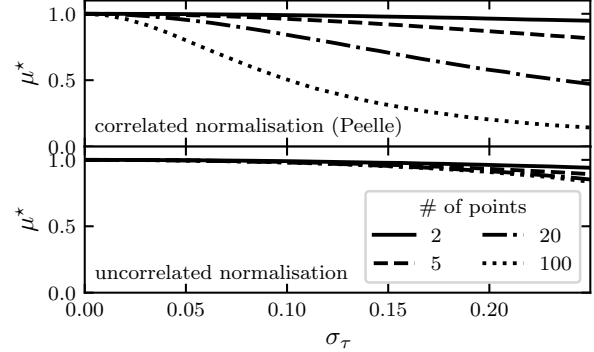 1.0
0.5
0.0
μ*
correlated normalisation (Peelle)
1.0
0.5
0.0
μ*
uncorrelated normalisation
# of points
2
20
5
100
0.00
0.05
0.10
0.15
0.20
σ_τ